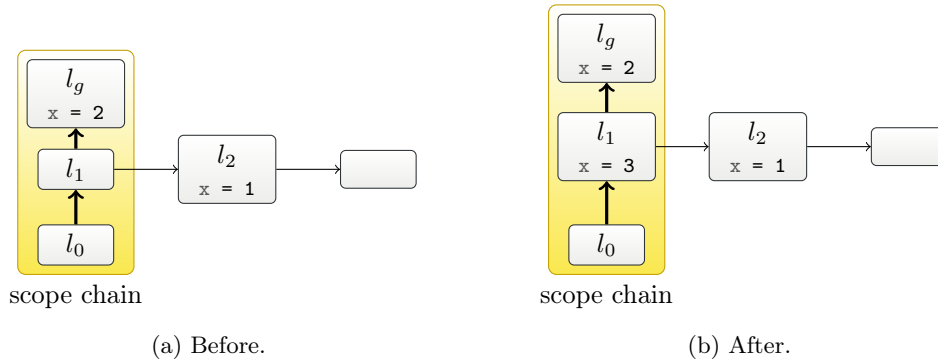 l_g
x = 2
l_1
l_2
x = 1
l_0
scope chain
(a) Before.
l_g
x = 2
l_1
x = 3
l_2
x = 1
l_0
scope chain
(b) After.